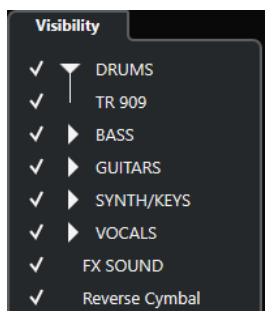 Visibility
DRUMS
TR 909
BASS
GUITARS
SYNTH/KEYS
VOCALS
FX SOUND
Reverse Cymbal